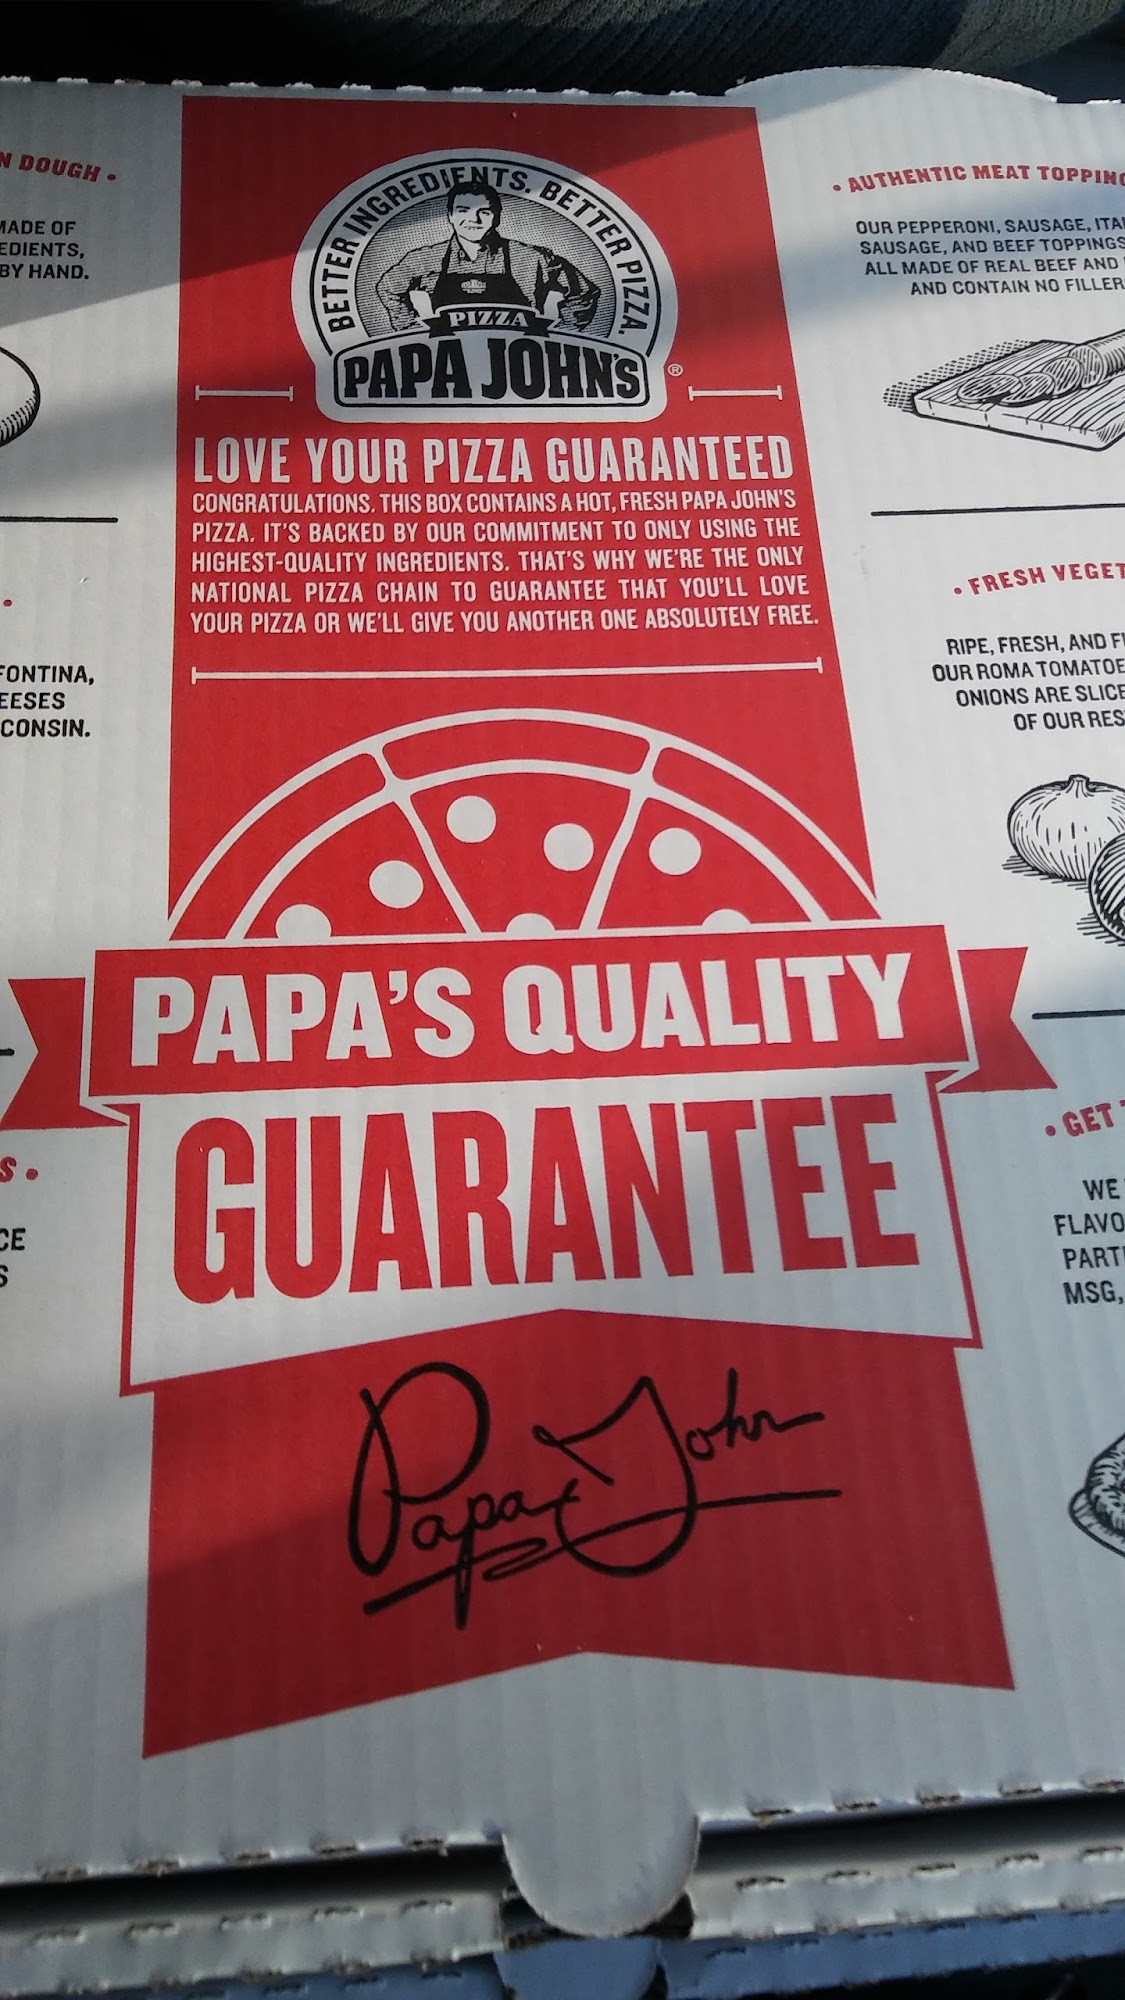 N DOUGH •
MADE OF
EDIENTS,
BY HAND.
FONTINA,
EESES
CONSIN.
S •
CE
S
BETTER INGREDIENTS. BETTER PIZZA.
PIZZA
PAPA JOHN'S®
LOVE YOUR PIZZA GUARANTEED
CONGRATULATIONS. THIS BOX CONTAINS A HOT, FRESH PAPA JOHN'S
PIZZA. IT'S BACKED BY OUR COMMITMENT TO ONLY USING THE
HIGHEST-QUALITY INGREDIENTS. THAT'S WHY WE'RE THE ONLY
NATIONAL PIZZA CHAIN TO GUARANTEE THAT YOU'LL LOVE
YOUR PIZZA OR WE'LL GIVE YOU ANOTHER ONE ABSOLUTELY FREE.
PAPA'S QUALITY
GUARANTEE
Papa John
• AUTHENTIC MEAT TOPPING
OUR PEPPERONI, SAUSAGE, ITA
SAUSAGE, AND BEEF TOPPINGS
ALL MADE OF REAL BEEF AND
AND CONTAIN NO FILLER
• FRESH VEGET
RIPE, FRESH, AND F
OUR ROMA TOMATOE
ONIONS ARE SLICE
OF OUR RES
• GET
WE
FLAVO
PARTI
MSG,